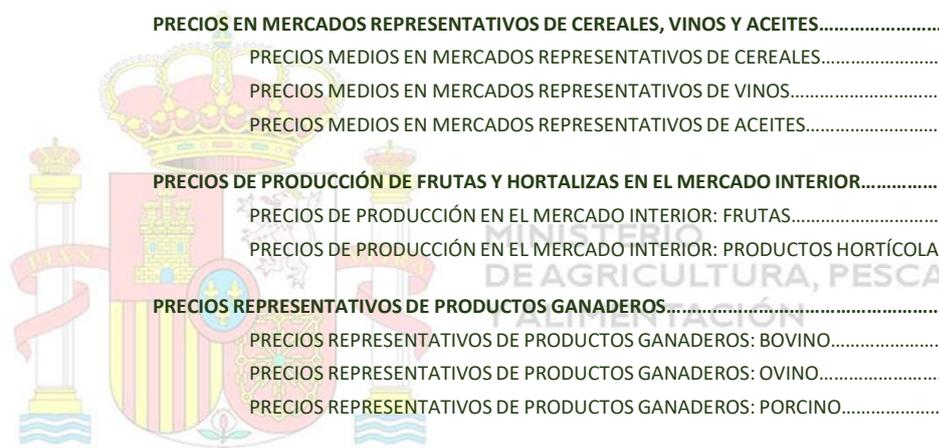 PRECIOS EN MERCADOS REPRESENTATIVOS DE CEREALES, VINOS Y ACEITES……………………
PRECIOS MEDIOS EN MERCADOS REPRESENTATIVOS DE CEREALES……………………
PRECIOS MEDIOS EN MERCADOS REPRESENTATIVOS DE VINOS…………………………
PRECIOS MEDIOS EN MERCADOS REPRESENTATIVOS DE ACEITES………………………
PRECIOS DE PRODUCCIÓN DE FRUTAS Y HORTALIZAS EN EL MERCADO INTERIOR……………
PRECIOS DE PRODUCCIÓN EN EL MERCADO INTERIOR: FRUTAS…………………………
MINISTERIO
PRECIOS DE PRODUCCIÓN EN EL MERCADO INTERIOR: PRODUCTOS HORTÍCOLA
PLVS
DE AGRICULTURA, PESCA
PRECIOS REPRESENTATIVOS DE PRODUCTOS GANADEROS……………………………………………
Y ALIMENTACIÓN
PRECIOS REPRESENTATIVOS DE PRODUCTOS GANADEROS: BOVINO……………………
PRECIOS REPRESENTATIVOS DE PRODUCTOS GANADEROS: OVINO………………………
PRECIOS REPRESENTATIVOS DE PRODUCTOS GANADEROS: PORCINO…………………